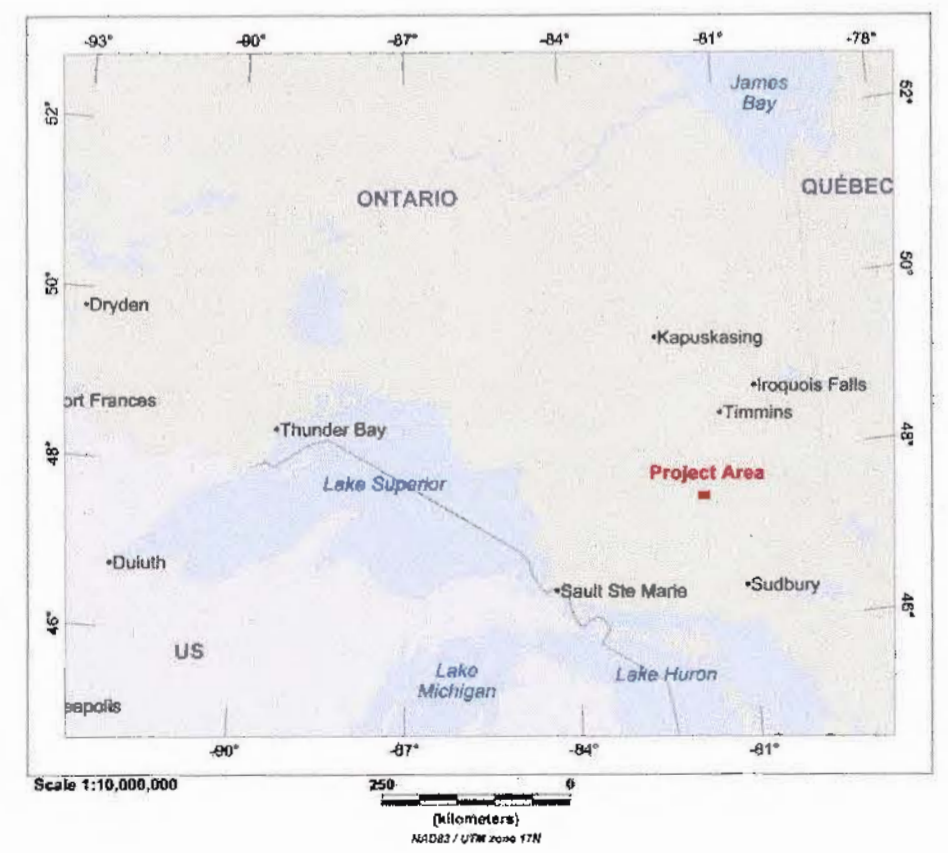 -93° -90° -87° -84° -81° -78°
James
Bay
52° 52°
ONTARIO
QUÉBEC
50° 50°
•Dryden
•Kapuskasing
•Iroquois Falls
ort Frances
•Timmins
•Thunder Bay
48° 48°
Project Area
Lake Superior
•Duluth
•Sudbury
•Sault Ste Marie
46° 46°
US
Lake
Michigan
Lake Huron
eapolis
-90° -87° -84° -81°
Scale 1:10,000,000
250 0
(kilometers)
NAD83 / UTM zone 17N